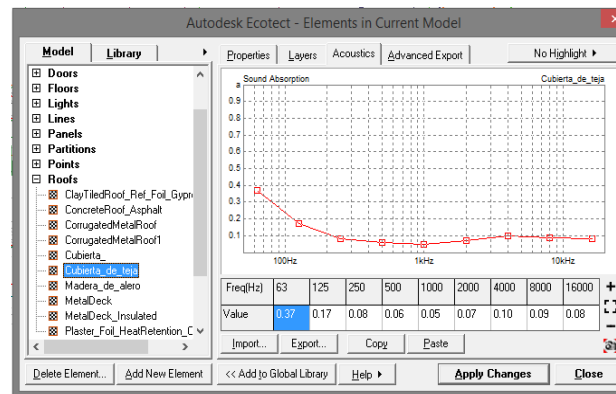 Autodesk Ecotect - Elements in Current Model
Model Library
Properties Layers Acoustics Advanced Export No Highlight
Doors
Floors
Lights
Lines
Panels
Partitions
Points
Roofs
ClayTiledRoof_Ref_Foil_Gypro
ConcreteRoof_Asphalt
CorrugatedMetalRoof
CorrugatedMetalRoof1
Cubierta_
Cubierta_de_teja
Madera_de_alero
MetalDeck
MetalDeck_Insulated
Plaster_Foil_HeatRetention_C
a Sound Absorption Cubierta_de_teja
0.9
0.8
0.7
0.6
0.5
0.4
0.3
0.2
0.1
100Hz 1kHz 10kHz
Freq(Hz) 63 125 250 500 1000 2000 4000 8000 16000
Value 0.37 0.17 0.08 0.06 0.05 0.07 0.10 0.09 0.08
Import... Export... Copy Paste
Delete Element... Add New Element << Add to Global Library Help Apply Changes Close